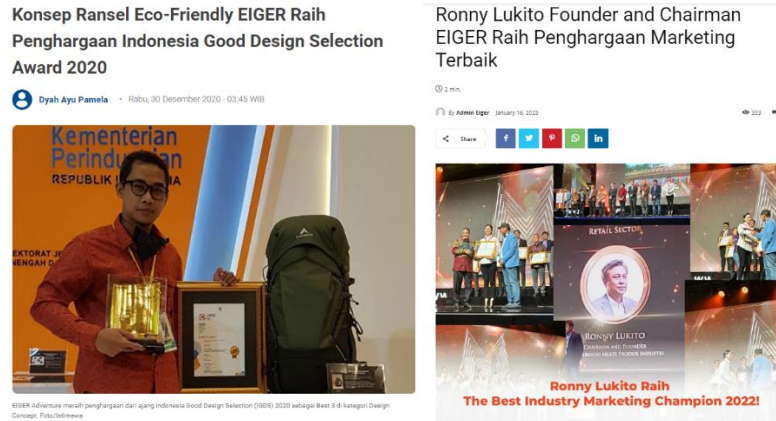 Konsep Ransel Eco-Friendly EIGER Raih
Penghargaan Indonesia Good Design Selection
Award 2020
Dyah Ayu Pamela • Rabu, 30 Desember 2020 - 03:45 WIB
Kementerian
REPUBLIK
EIGER Adventure meraih penghargaan dari ajang Indonesia Good Design Selection (IGDS) 2020 sebagai Best 3 di kategori Design
Concept. Foto/Istimewa
Ronny Lukito Founder and Chairman
EIGER Raih Penghargaan Marketing
Terbaik
2 min.
By Admin Eiger January 16, 2023
333
Share
RETAIL SECTOR
RONNY LUKITO
CHAIRMAN AND FOUNDER
Ronny Lukito Raih
The Best Industry Marketing Champion 2022!